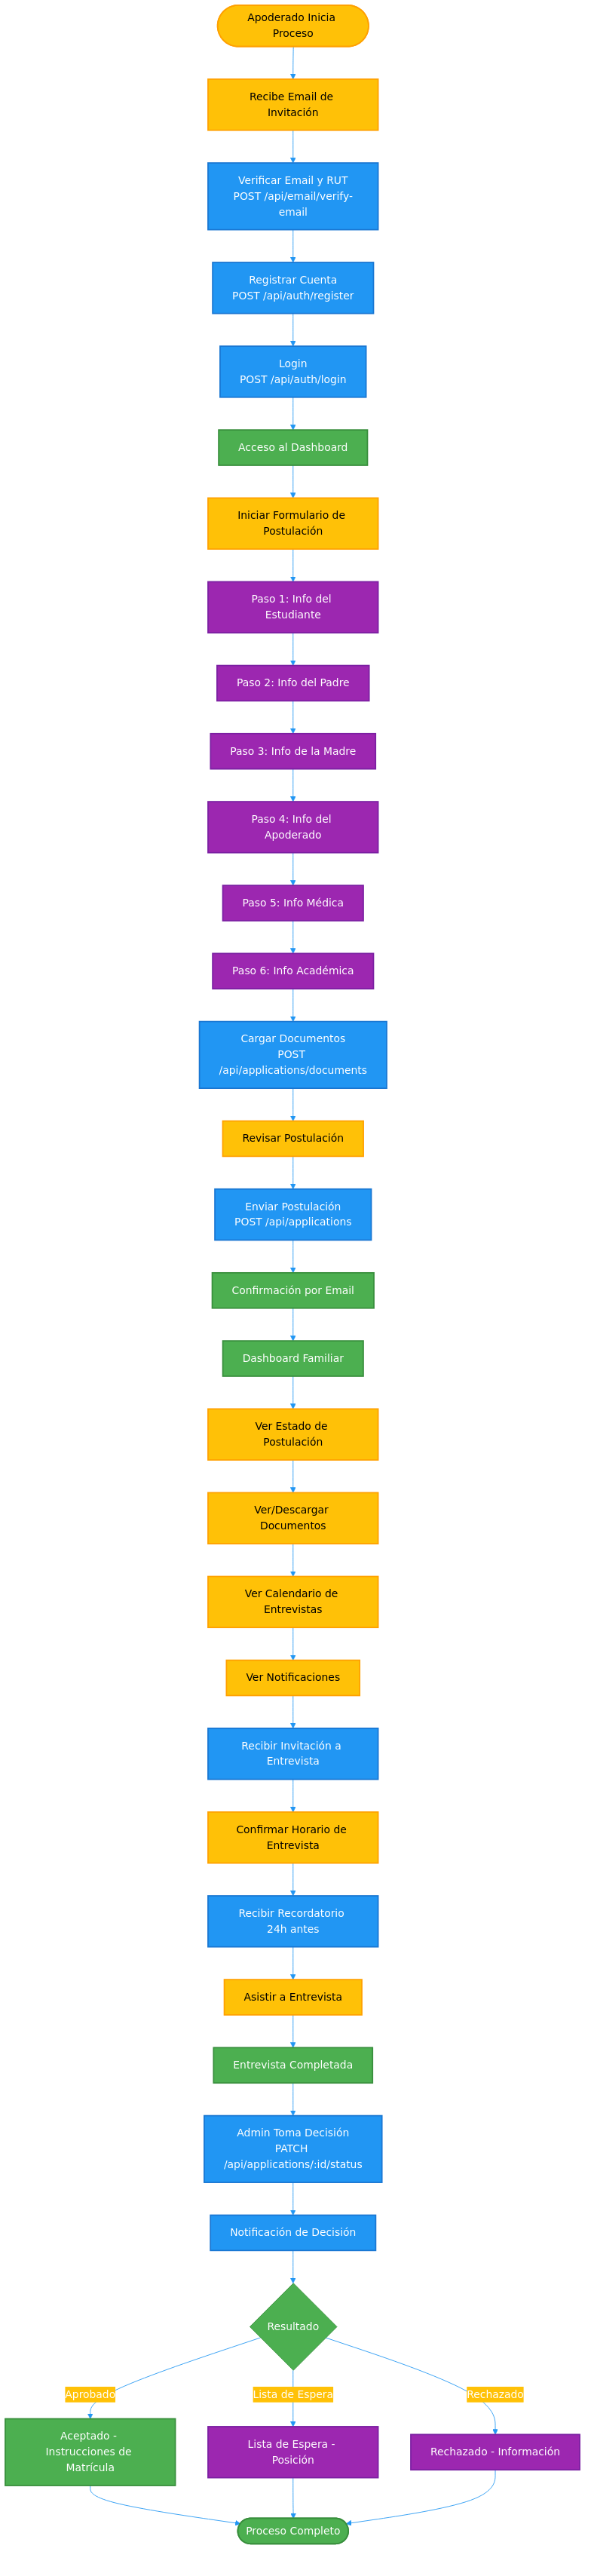 Apoderado Inicia
Proceso
Recibe Email de
Invitación
Verificar Email y RUT
POST /api/email/verify-
email
Registrar Cuenta
POST /api/auth/register
Login
POST /api/auth/login
Acceso al Dashboard
Iniciar Formulario de
Postulación
Paso 1: Info del
Estudiante
Paso 2: Info del Padre
Paso 3: Info de la Madre
Paso 4: Info del
Apoderado
Paso 5: Info Médica
Paso 6: Info Académica
Cargar Documentos
POST
/api/applications/documents
Revisar Postulación
Enviar Postulación
POST /api/applications
Confirmación por Email
Dashboard Familiar
Ver Estado de
Postulación
Ver/Descargar
Documentos
Ver Calendario de
Entrevistas
Ver Notificaciones
Recibir Invitación a
Entrevista
Confirmar Horario de
Entrevista
Recibir Recordatorio
24h antes
Asistir a Entrevista
Entrevista Completada
Admin Toma Decisión
PATCH
/api/applications/:id/status
Notificación de Decisión
Resultado
Aprobado
Lista de Espera
Rechazado
Aceptado -
Instrucciones de
Matrícula
Lista de Espera -
Posición
Rechazado - Información
Proceso Completo